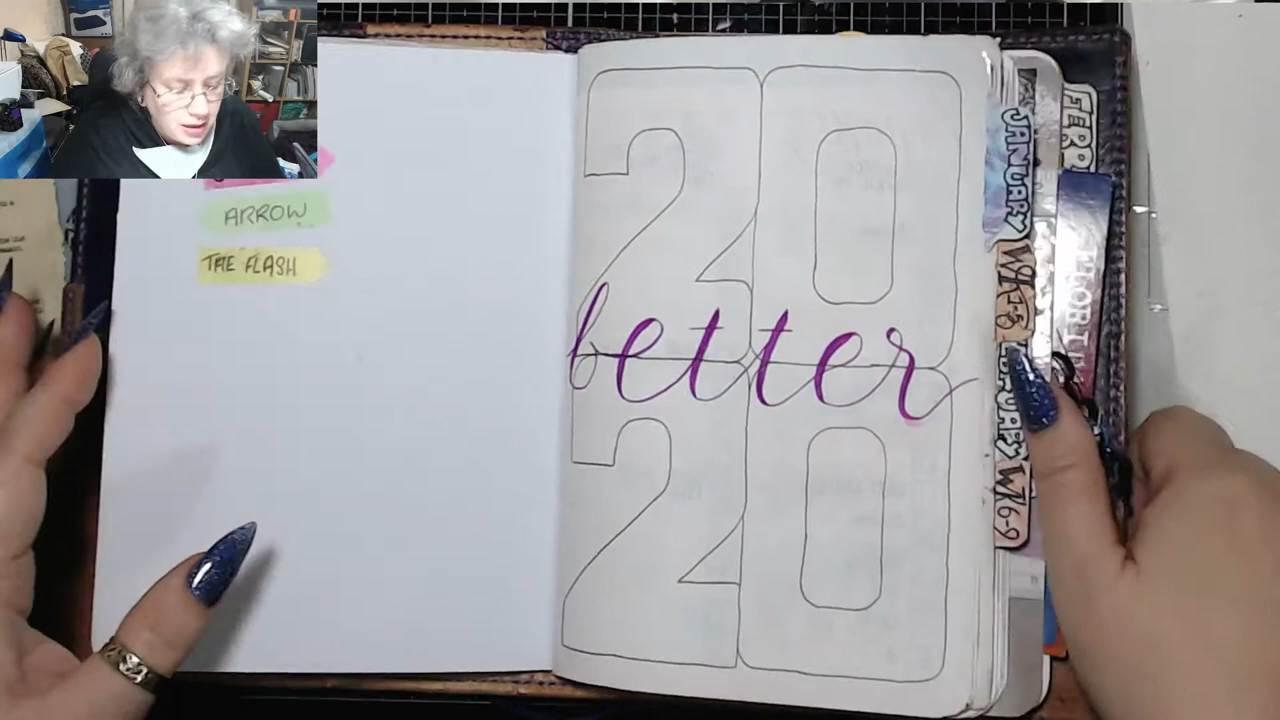 ARROW
THE FLASH
20
better
20
JANUARY
WK 1-5
FEBRUARY
WK 6-9